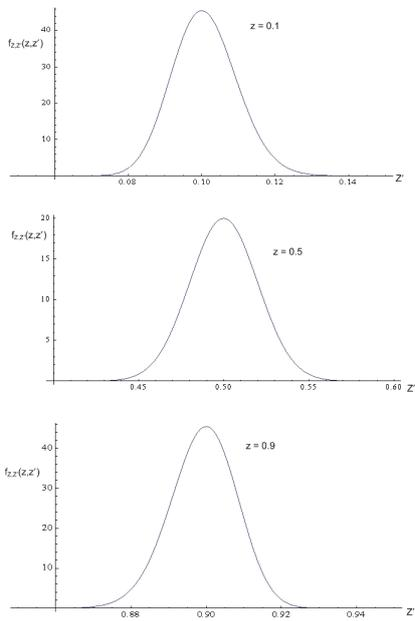 40
z = 0.1
f_{Z,Z'}(z,z')
30
20
10
0.08 0.10 0.12 0.14 Z'
20
f_{Z,Z'}(z,z')
z = 0.5
15
10
5
0.45 0.50 0.55 0.60 Z'
40
z = 0.9
f_{Z,Z'}(z,z')
30
20
10
0.88 0.90 0.92 0.94 Z'